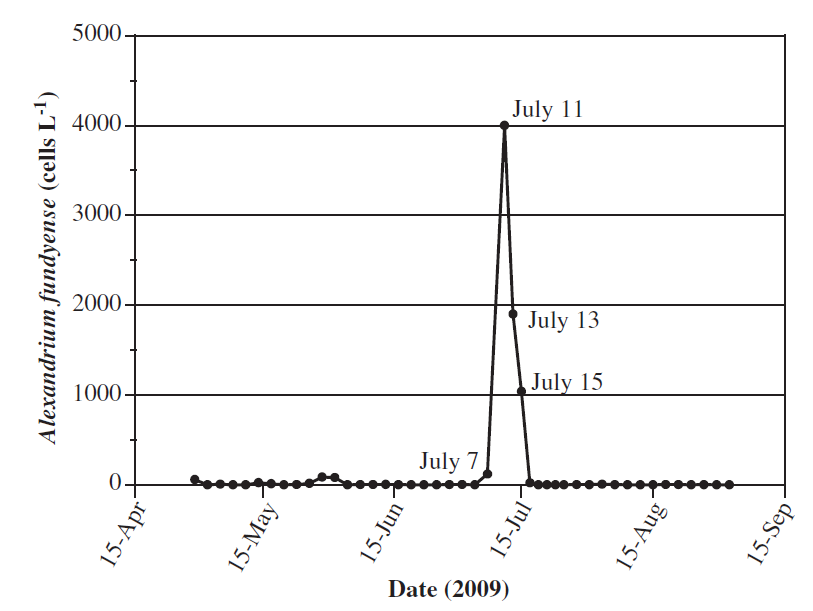 5000
4000
3000
2000
1000
0
Alexandrium fundyense (cells L⁻¹)
July 11
July 13
July 15
July 7
15-Apr
15-May
15-Jun
15-Jul
15-Aug
15-Sep
Date (2009)